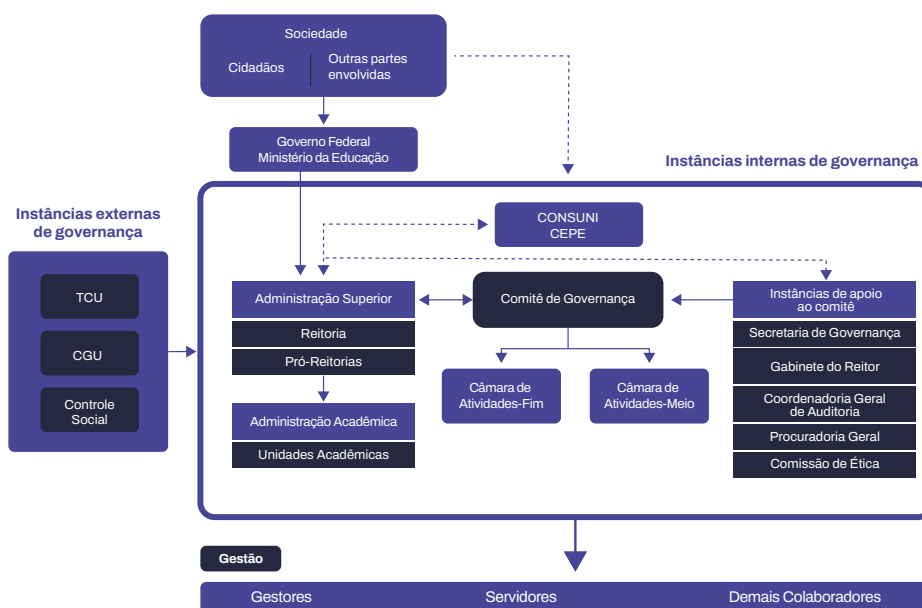 Sociedade
Cidadãos
Outras partes
envolvidas
Governo Federal
Ministério da Educação
Instâncias internas de governança
Instâncias externas
de governança
TCU
CGU
Controle
Social
CONSUNI
CEPE
Administração Superior
Reitoria
Pró-Reitorias
Administração Acadêmica
Unidades Acadêmicas
Comitê de Governança
Câmara de
Atividades-Fim
Câmara de
Atividades-Meio
Instâncias de apoio
ao comitê
Secretaria de Governança
Gabinete do Reitor
Coordenadoria Geral
de Auditoria
Procuradoria Geral
Comissão de Ética
Gestão
Gestores
Servidores
Demais Colaboradores